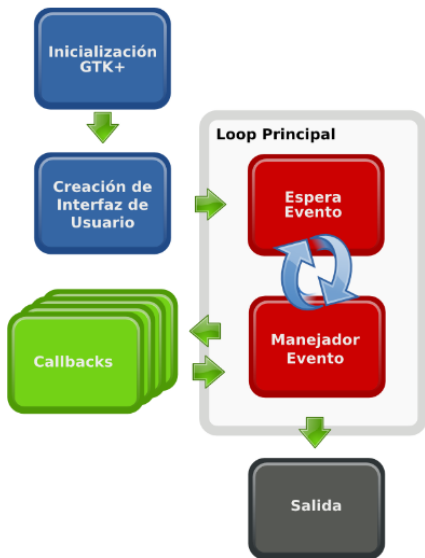 Inicialización
GTK+
Loop Principal
Creación de
Interfaz de
Usuario
Espera
Evento
Manejador
Evento
Callbacks
Salida